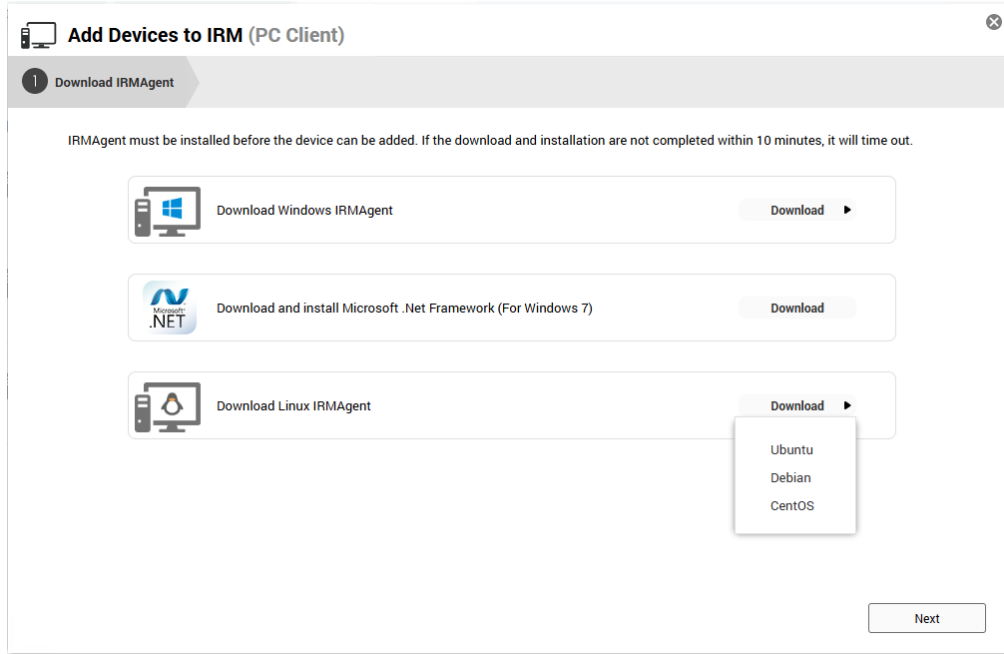 Add Devices to IRM (PC Client)
1 Download IRMAgent
IRMAgent must be installed before the device can be added. If the download and installation are not completed within 10 minutes, it will time out.
Download Windows IRMAgent Download
Microsoft
.NET
Download and install Microsoft .Net Framework (For Windows 7) Download
Download Linux IRMAgent Download
Ubuntu
Debian
CentOS
Next